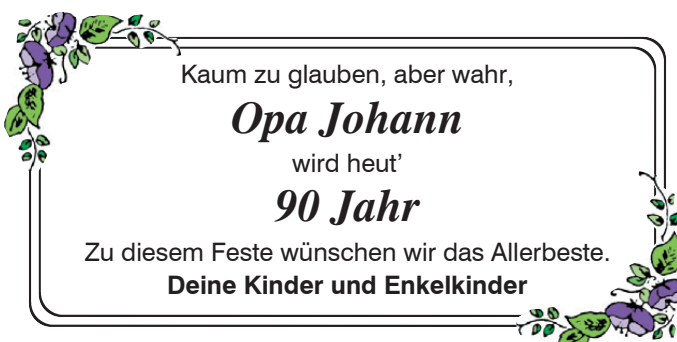 Kaum zu glauben, aber wahr,
Opa Johann
wird heut’
90 Jahr
Zu diesem Feste wünschen wir das Allerbeste.
Deine Kinder und Enkelkinder